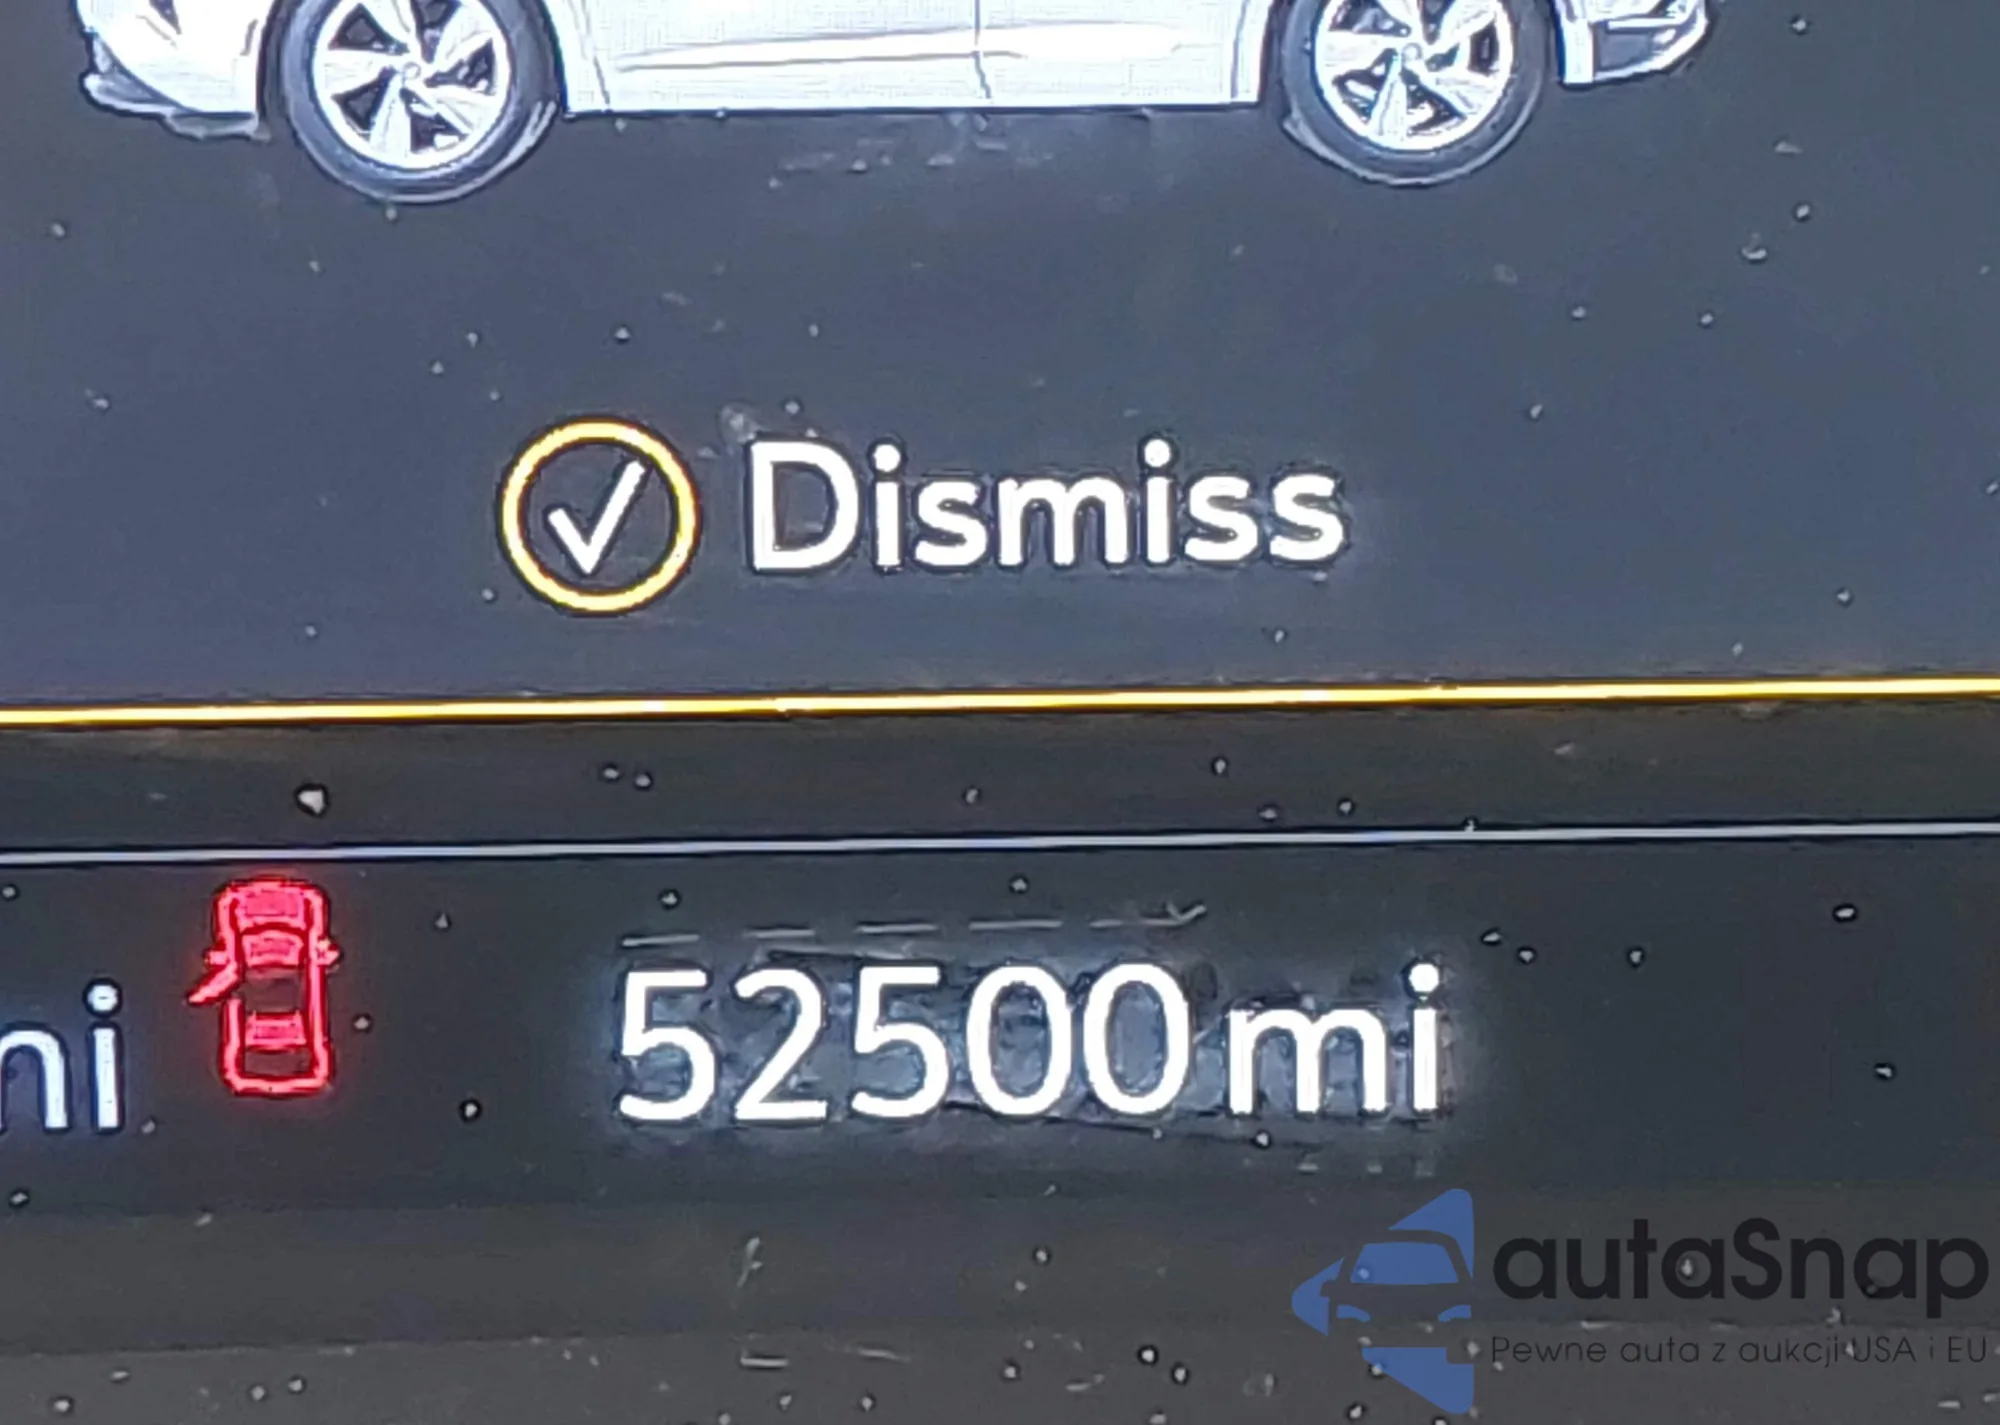 Dismiss
ni
52500 mi
autaSnap
Pewne auta z aukcji USA i EU